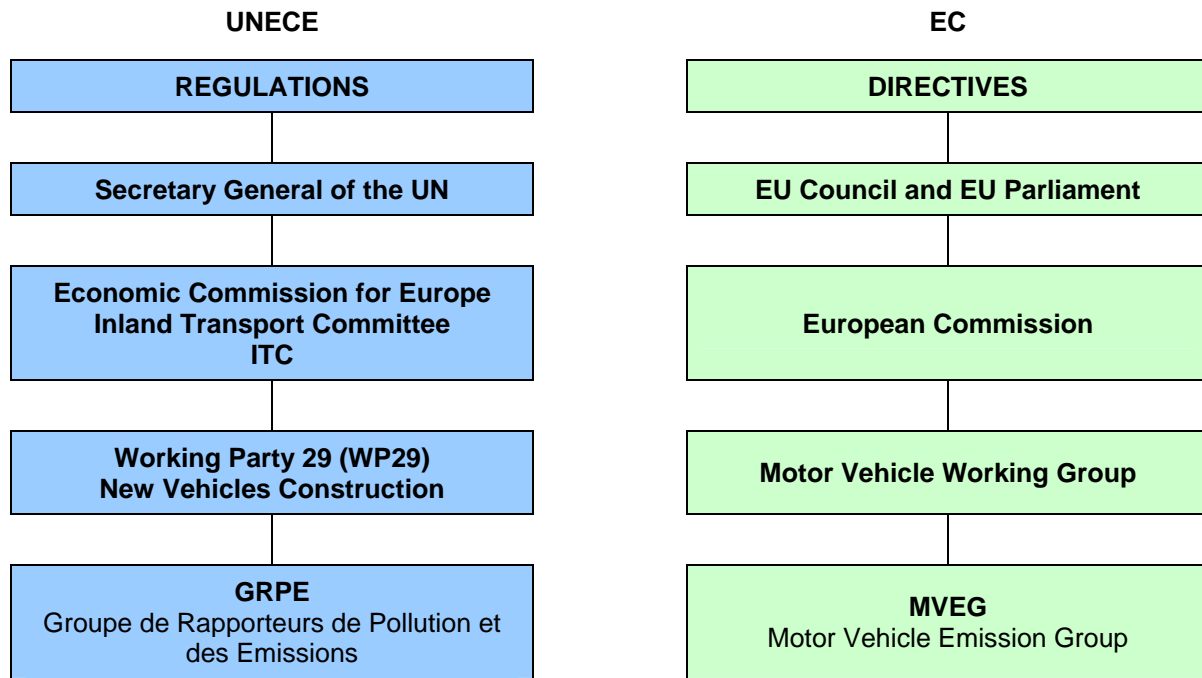 UNECE
REGULATIONS
Secretary General of the UN
Economic Commission for Europe
Inland Transport Committee
ITC
Working Party 29 (WP29)
New Vehicles Construction
GRPE
Groupe de Rapporteurs de Pollution et
des Emissions
EC
DIRECTIVES
EU Council and EU Parliament
European Commission
Motor Vehicle Working Group
MVEG
Motor Vehicle Emission Group